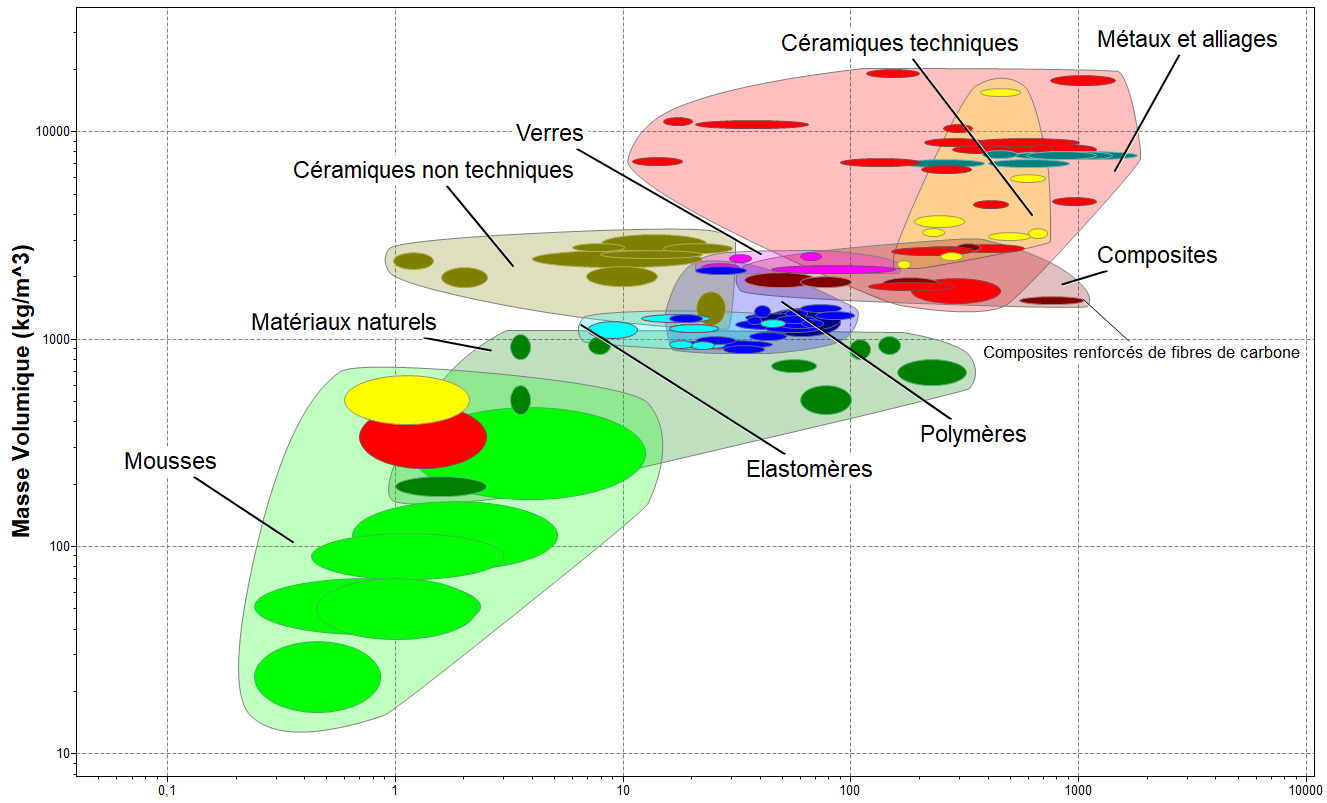 Céramiques techniques
Métaux et alliages
Verres
Céramiques non techniques
Composites
Matériaux naturels
Composites renforcés de fibres de carbone
Polymères
Elastomères
Mousses
Masse Volumique (kg/m^3)
10000
1000
100
10
0,1
1
10
100
1000
10000